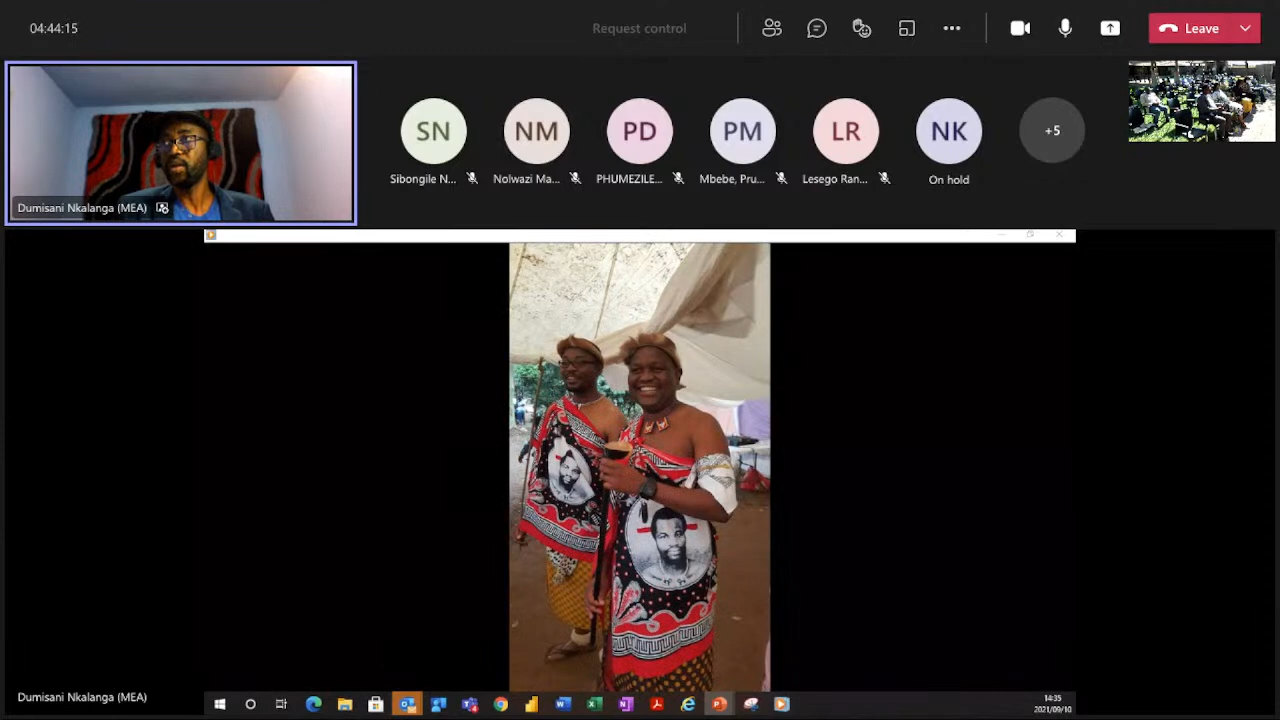 04:44:15
Request control
Leave
Dumisani Nkalanga (MEA)
SN
NM
PD
PM
LR
NK
+5
Sibongile N...
Nolwazi Ma...
PHUMEZILE...
Mbebe, Pru...
Lesego Ran...
On hold
Dumisani Nkalanga (MEA)
14:35
2021/09/10